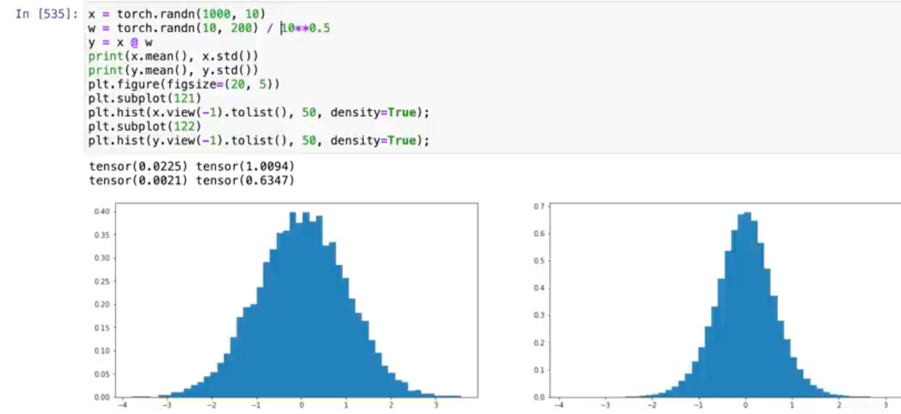 In [535]:
x = torch.randn(1000, 10)
w = torch.randn(10, 200) / 10**0.5
y = x @ w
print(x.mean(), x.std())
print(y.mean(), y.std())
plt.figure(figsize=(20, 5))
plt.subplot(121)
plt.hist(x.view(-1).tolist(), 50, density=True);
plt.subplot(122)
plt.hist(y.view(-1).tolist(), 50, density=True);
tensor(0.0225) tensor(1.0094)
tensor(0.0021) tensor(0.6347)
0.40
0.35
0.30
0.25
0.20
0.15
0.10
0.05
0.00
−4 −3 −2 −1 0 1 2 3
0.7
0.6
0.5
0.4
0.3
0.2
0.1
0.0
−4 −3 −2 −1 0 1 2 3